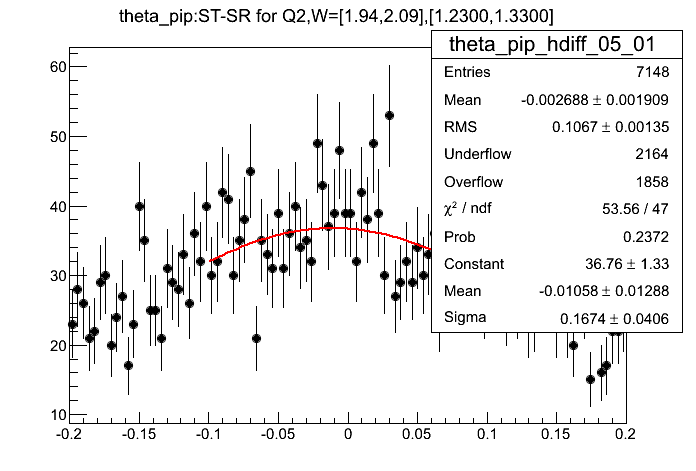 theta_pip:ST-SR for Q2,W=[1.94,2.09],[1.2300,1.3300]
theta_pip_hdiff_05_01
Entries 7148
Mean -0.002688 ± 0.001909
RMS 0.1067 ± 0.00135
Underflow 2164
Overflow 1858
χ² / ndf 53.56 / 47
Prob 0.2372
Constant 36.76 ± 1.33
Mean -0.01058 ± 0.01288
Sigma 0.1674 ± 0.0406
60
50
40
30
20
10
-0.2 -0.15 -0.1 -0.05 0 0.05 0.1 0.15 0.2